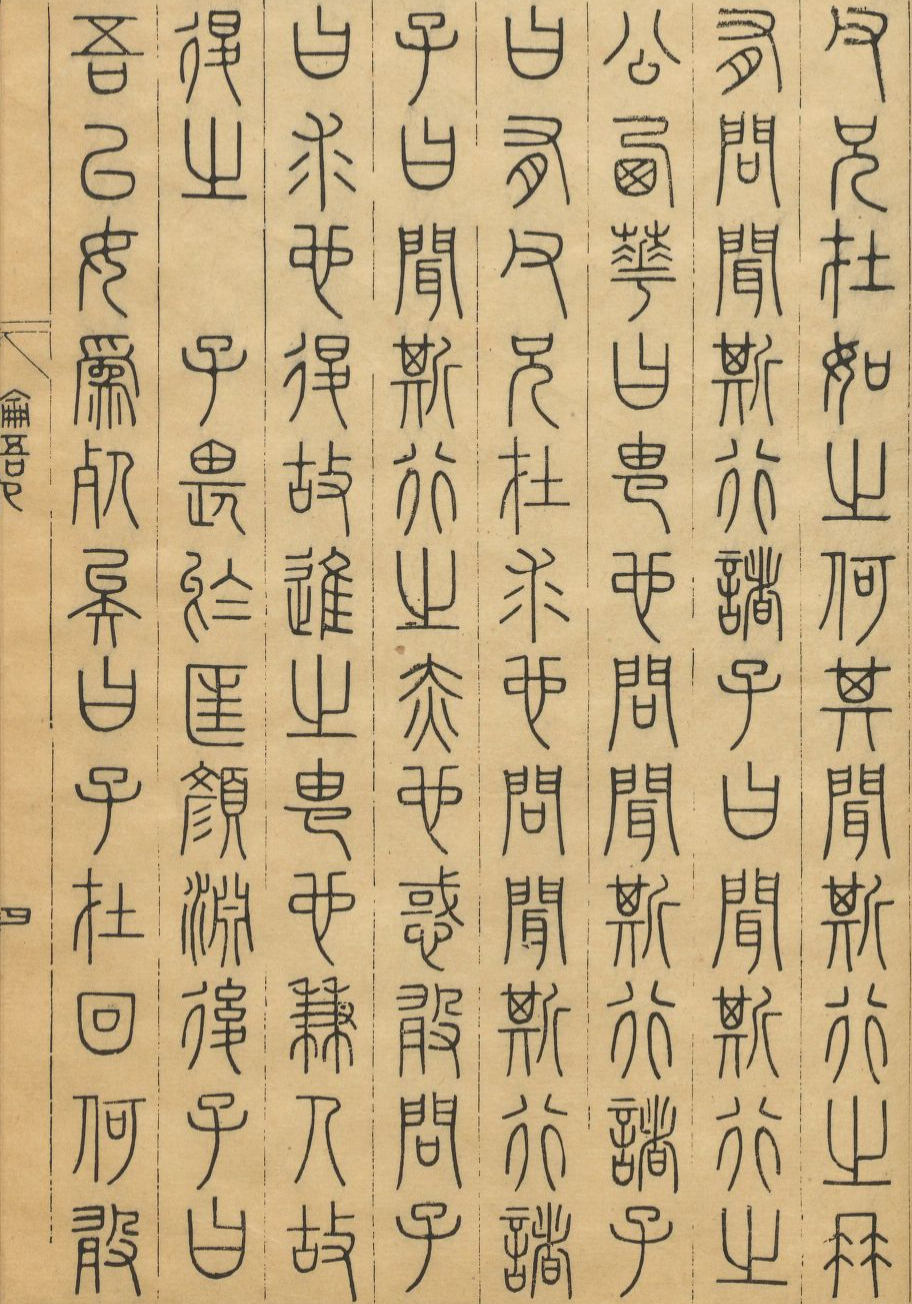 父兄在如之何其聞斯行之冉
有問聞斯行諸子曰聞斯行之
公西華曰由也問聞斯行諸子
曰有父兄在求也問聞斯行諸
子曰聞斯行之赤也惑敢問子
曰求也𢓴故進之由也兼人故
𢓴之　子畏於匡顏淵後子曰
吾以女為死矣曰子在回何敢
論語下
四